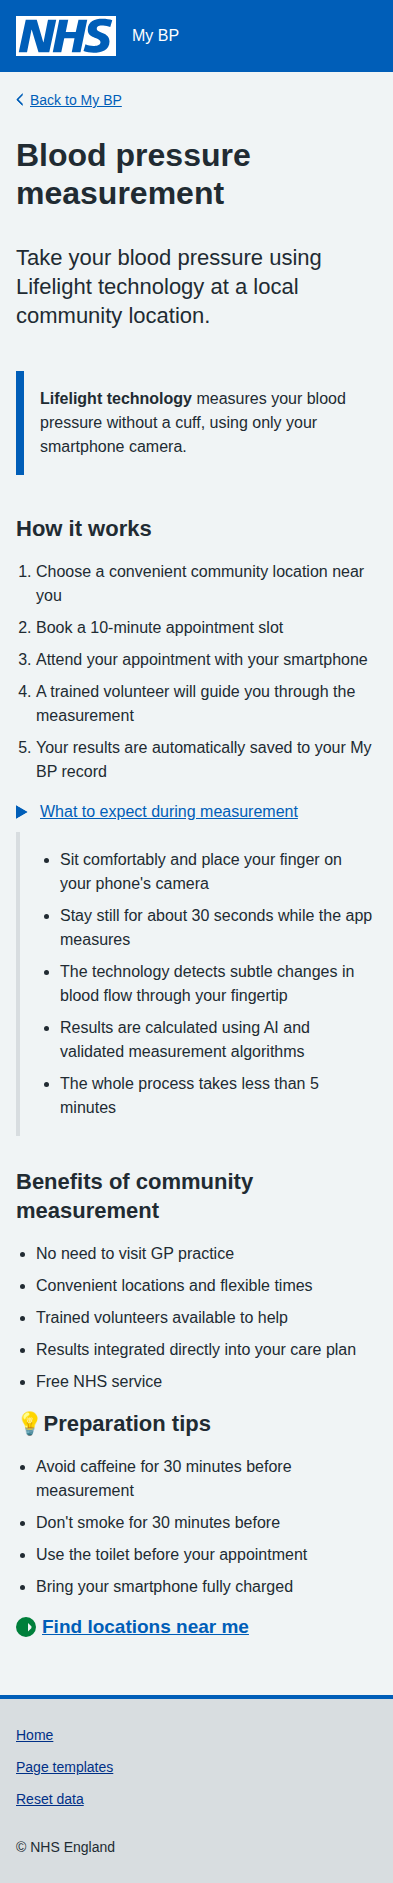 NHS My BP
Back to My BP
Blood pressure
measurement
Take your blood pressure using
Lifelight technology at a local
community location.
Lifelight technology measures your blood
pressure without a cuff, using only your
smartphone camera.
How it works
1. Choose a convenient community location near
you
2. Book a 10-minute appointment slot
3. Attend your appointment with your smartphone
4. A trained volunteer will guide you through the
measurement
5. Your results are automatically saved to your My
BP record
What to expect during measurement
• Sit comfortably and place your finger on
your phone's camera
• Stay still for about 30 seconds while the app
measures
• The technology detects subtle changes in
blood flow through your fingertip
• Results are calculated using AI and
validated measurement algorithms
• The whole process takes less than 5
minutes
Benefits of community
measurement
• No need to visit GP practice
• Convenient locations and flexible times
• Trained volunteers available to help
• Results integrated directly into your care plan
• Free NHS service
💡Preparation tips
• Avoid caffeine for 30 minutes before
measurement
• Don't smoke for 30 minutes before
• Use the toilet before your appointment
• Bring your smartphone fully charged
Find locations near me
Home
Page templates
Reset data
© NHS England